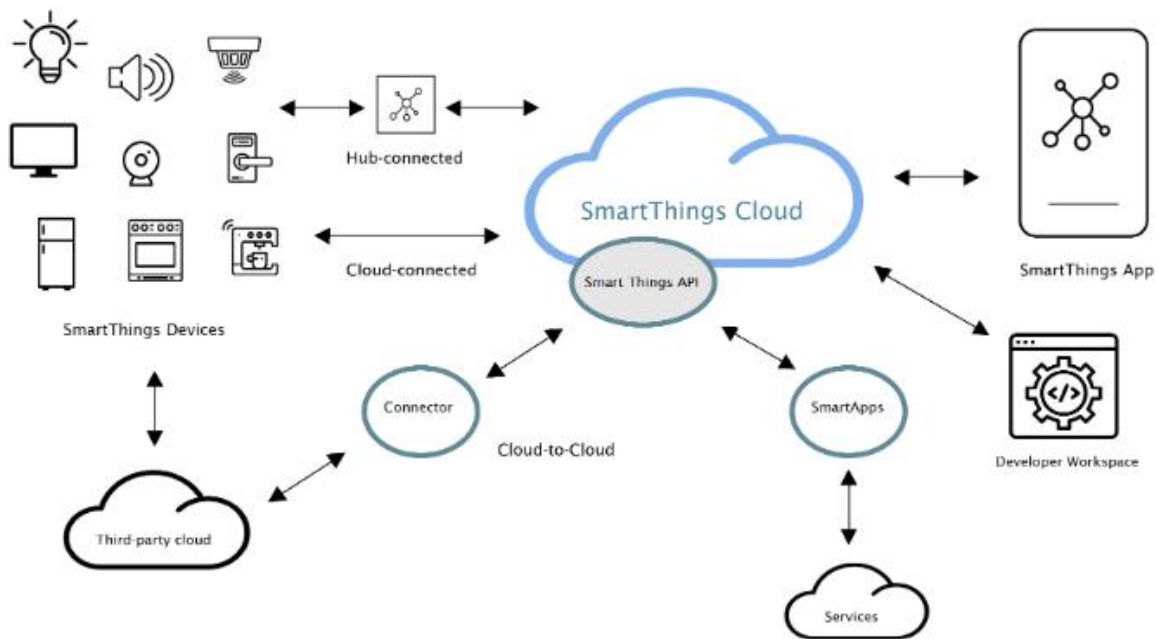 Hub-connected
SmartThings Cloud
Cloud-connected
SmartThings App
Smart Things API
SmartThings Devices
Connector
SmartApps
Cloud-to-Cloud
Developer Workspace
Third-party cloud
Services